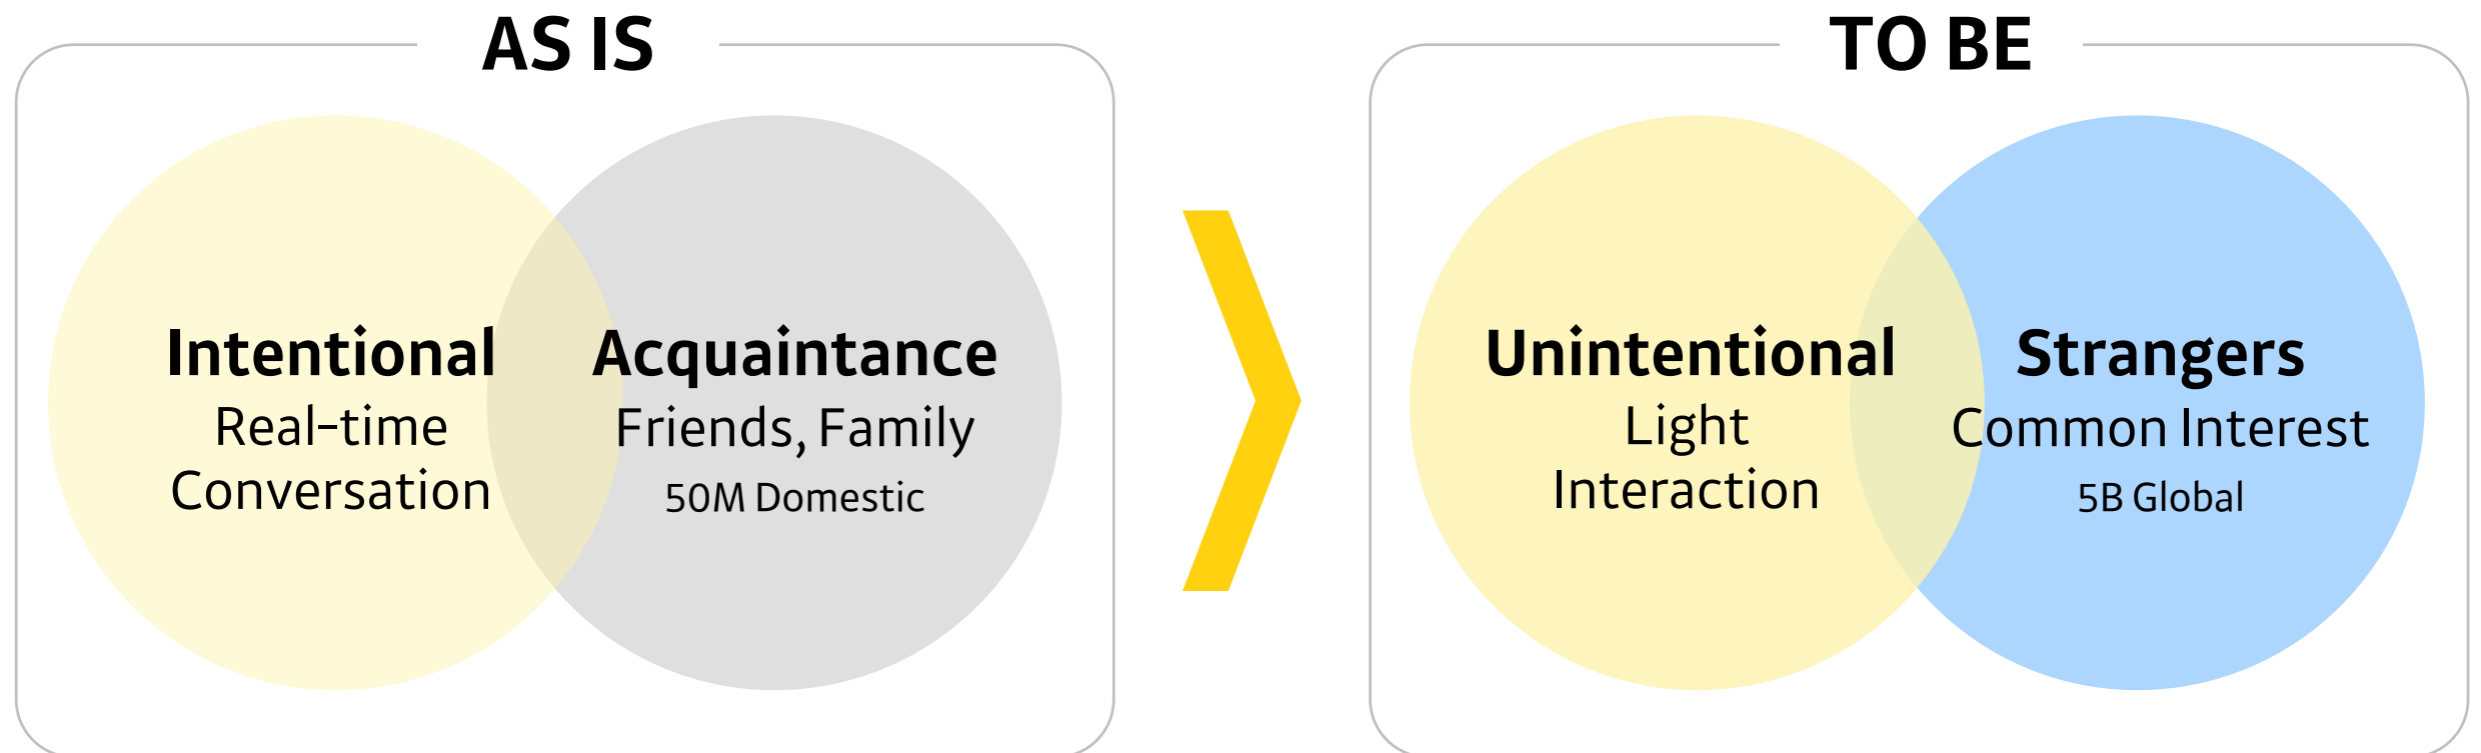 AS IS
Intentional
Real-time
Conversation
Acquaintance
Friends, Family
50M Domestic
TO BE
Unintentional
Light
Interaction
Strangers
Common Interest
5B Global